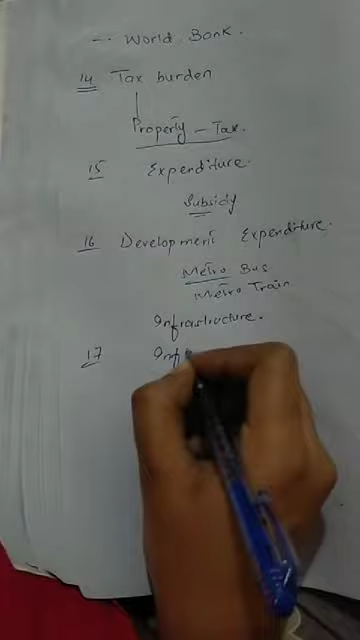 -. World Bank.
14 Tax burden
Property - Tax.
15 Expenditure.
Subsidy
16 Development Expenditure.
Metro Bus
Metro Train
Infrastructure.
17 Inf